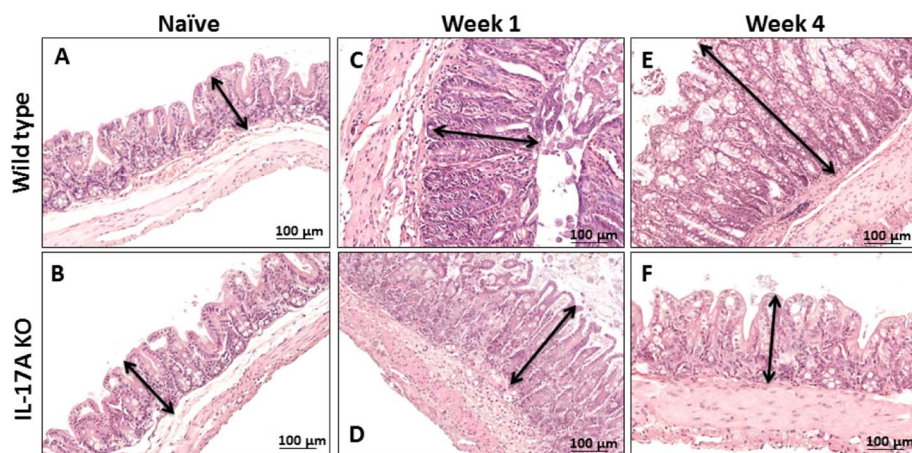 Naïve Week 1 Week 4
Wild type
A
100 µm
C
100 µm
E
100 µm
IL-17A KO
B
100 µm
D
100 µm
F
100 µm